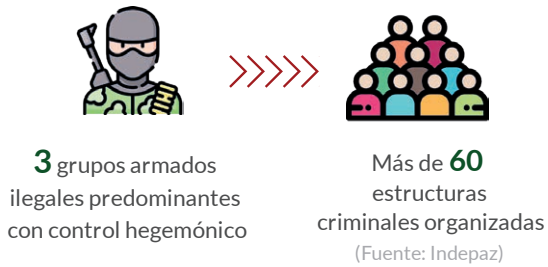 3 grupos armados
ilegales predominantes
con control hegemónico
Más de 60
estructuras
criminales organizadas
(Fuente: Indepaz)